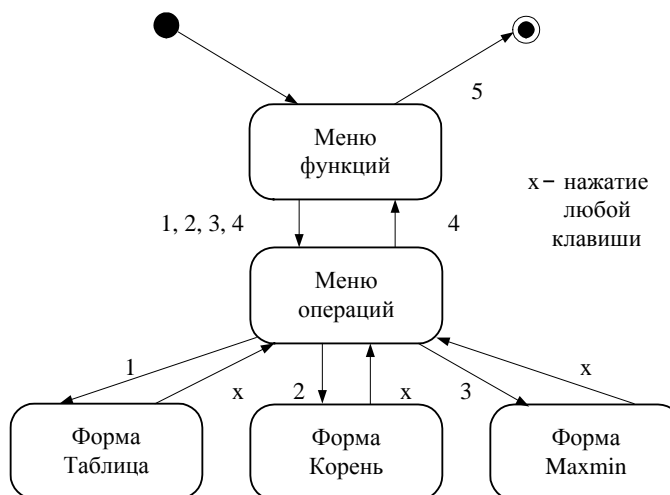 5
Меню
функций
x – нажатие
любой
клавиши
1, 2, 3, 4
4
Меню
операций
1
x
2
x
3
x
Форма
Таблица
Форма
Корень
Форма
Maxmin